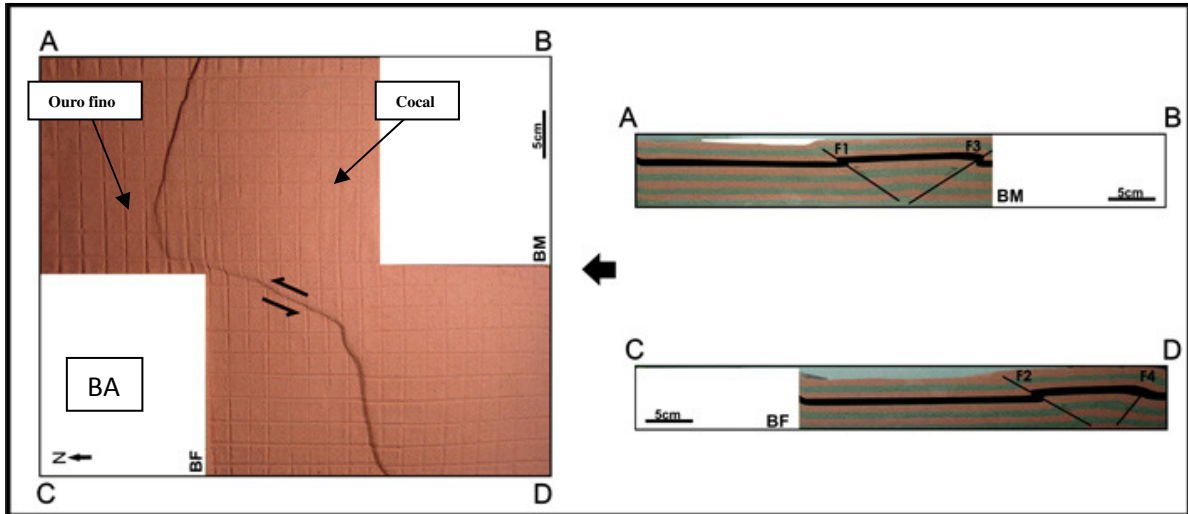 A
B
Ouro fino
Cocal
5cm
BM
BA
N
BF
C
D
A
B
F1
F3
BM
5cm
C
D
F2
F4
5cm
BF